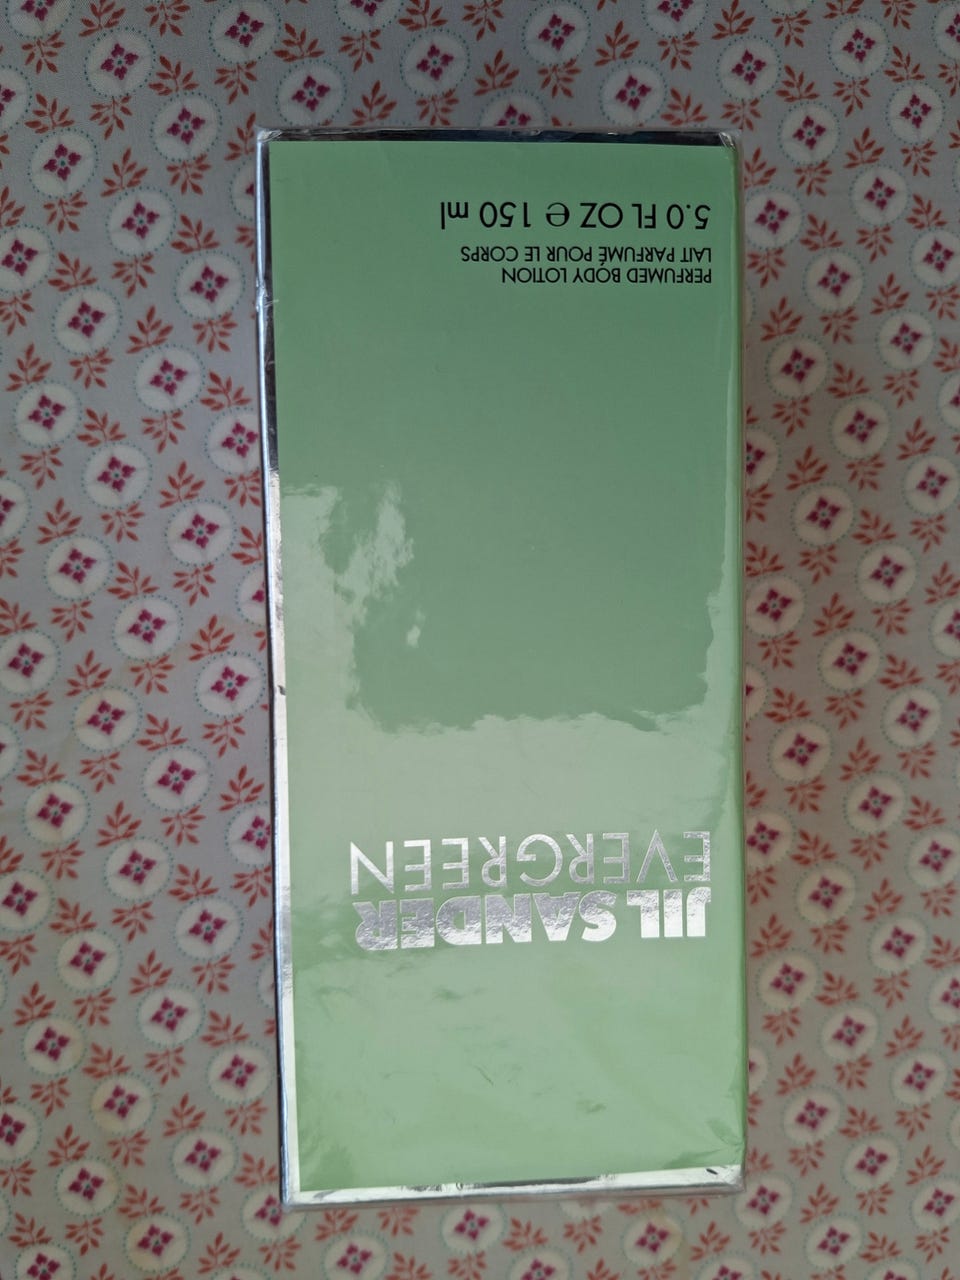 JIL SANDER
EVERGREEN
PERFUMED BODY LOTION
LAIT PARFUMÉ POUR LE CORPS
5.0 FL OZ ℮ 150 ml